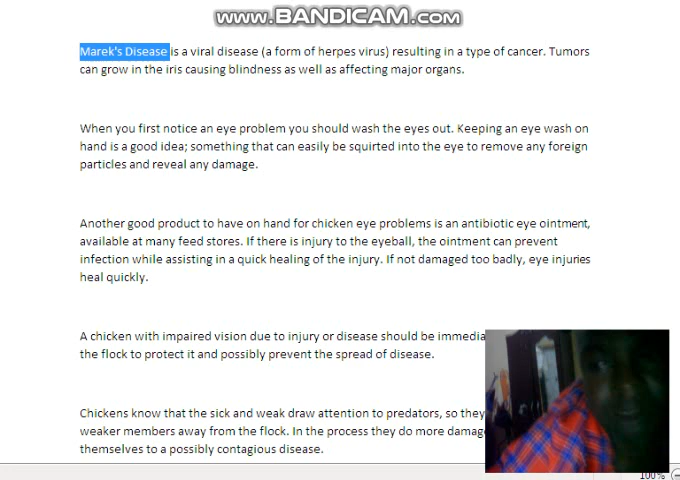 www.BANDICAM.com
Marek's Disease is a viral disease (a form of herpes virus) resulting in a type of cancer. Tumors
can grow in the iris causing blindness as well as affecting major organs.
When you first notice an eye problem you should wash the eyes out. Keeping an eye wash on
hand is a good idea; something that can easily be squirted into the eye to remove any foreign
particles and reveal any damage.
Another good product to have on hand for chicken eye problems is an antibiotic eye ointment,
available at many feed stores. If there is injury to the eyeball, the ointment can prevent
infection while assisting in a quick healing of the injury. If not damaged too badly, eye injuries
heal quickly.
A chicken with impaired vision due to injury or disease should be
the flock to protect it and possibly prevent the spread of disease.
Chickens know that the sick and weak draw attention to predators, so they
weaker members away from the flock. In the process they do more
themselves to a possibly contagious disease.
100%